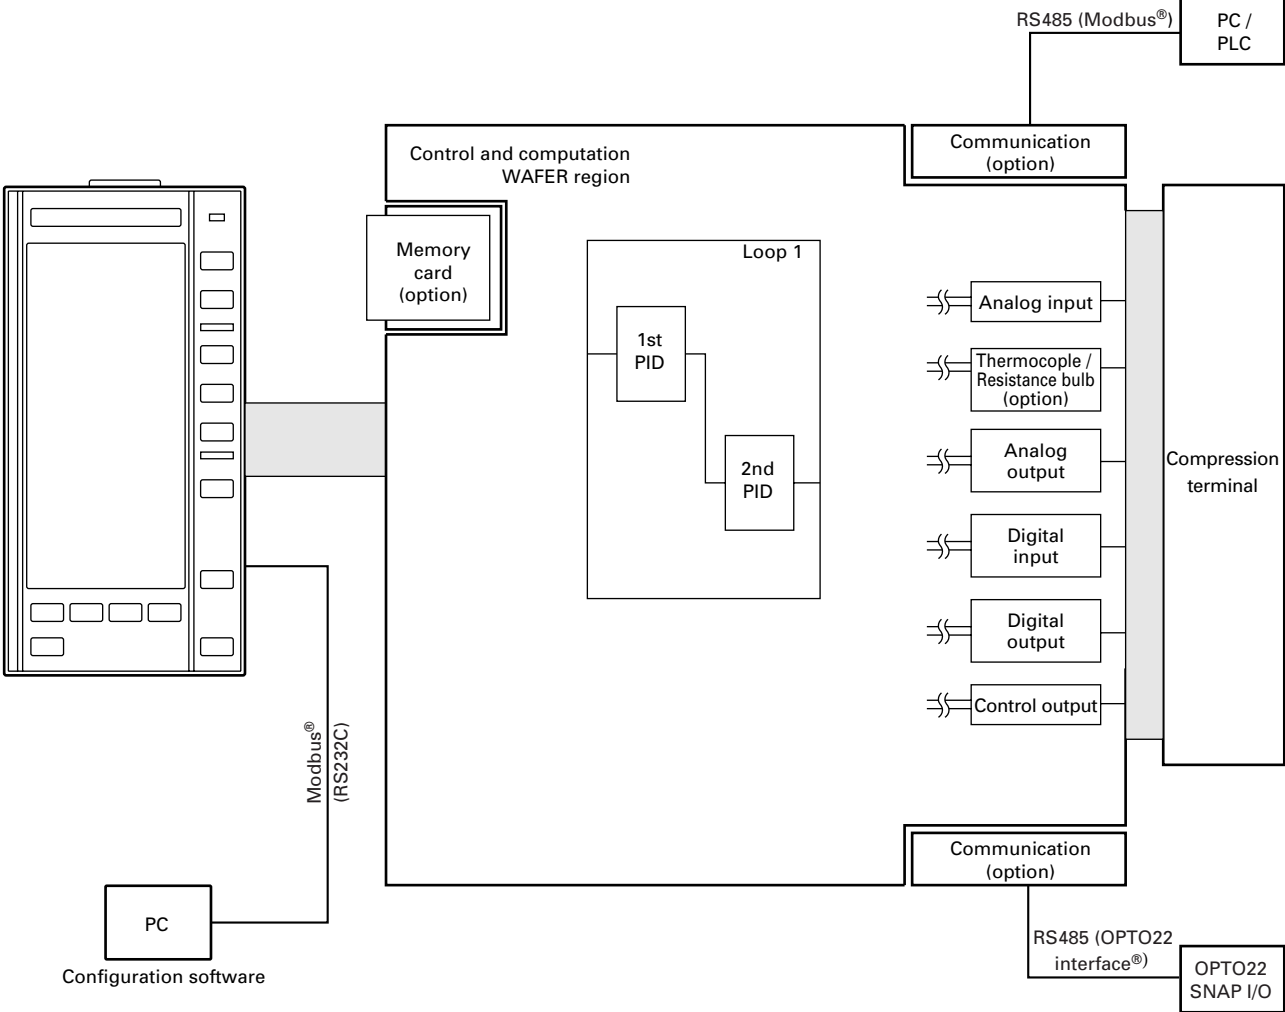 RS485 (Modbus®)
PC /
PLC
Communication
(option)
Control and computation
WAFER region
Memory
card
(option)
Loop 1
1st
PID
2nd
PID
Analog input
Thermocople /
Resistance bulb
(option)
Analog
output
Digital
input
Digital
output
Control output
Compression
terminal
Modbus®
(RS232C)
PC
Configuration software
Communication
(option)
RS485 (OPTO22
interface®)
OPTO22
SNAP I/O